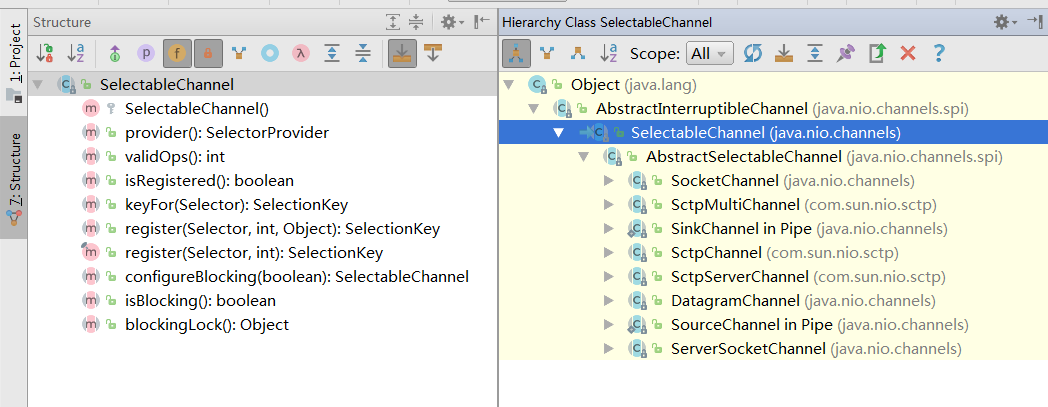 Structure
SelectableChannel
SelectableChannel()
provider(): SelectorProvider
validOps(): int
isRegistered(): boolean
keyFor(Selector): SelectionKey
register(Selector, int, Object): SelectionKey
register(Selector, int): SelectionKey
configureBlocking(boolean): SelectableChannel
isBlocking(): boolean
blockingLock(): Object
1: Project
7: Structure
Hierarchy Class SelectableChannel
Scope: All
Object (java.lang)
AbstractInterruptibleChannel (java.nio.channels.spi)
SelectableChannel (java.nio.channels)
AbstractSelectableChannel (java.nio.channels.spi)
SocketChannel (java.nio.channels)
SctpMultiChannel (com.sun.nio.sctp)
SinkChannel in Pipe (java.nio.channels)
SctpChannel (com.sun.nio.sctp)
SctpServerChannel (com.sun.nio.sctp)
DatagramChannel (java.nio.channels)
SourceChannel in Pipe (java.nio.channels)
ServerSocketChannel (java.nio.channels)